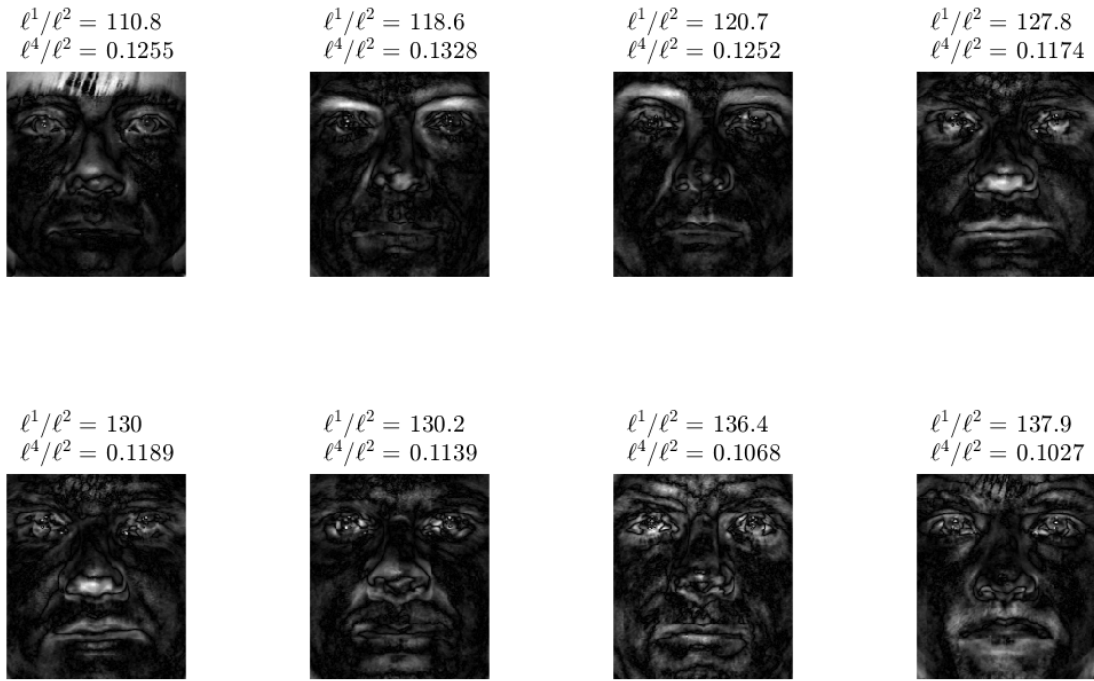 ℓ¹/ℓ² = 110.8
ℓ⁴/ℓ² = 0.1255
ℓ¹/ℓ² = 118.6
ℓ⁴/ℓ² = 0.1328
ℓ¹/ℓ² = 120.7
ℓ⁴/ℓ² = 0.1252
ℓ¹/ℓ² = 127.8
ℓ⁴/ℓ² = 0.1174
ℓ¹/ℓ² = 130
ℓ⁴/ℓ² = 0.1189
ℓ¹/ℓ² = 130.2
ℓ⁴/ℓ² = 0.1139
ℓ¹/ℓ² = 136.4
ℓ⁴/ℓ² = 0.1068
ℓ¹/ℓ² = 137.9
ℓ⁴/ℓ² = 0.1027